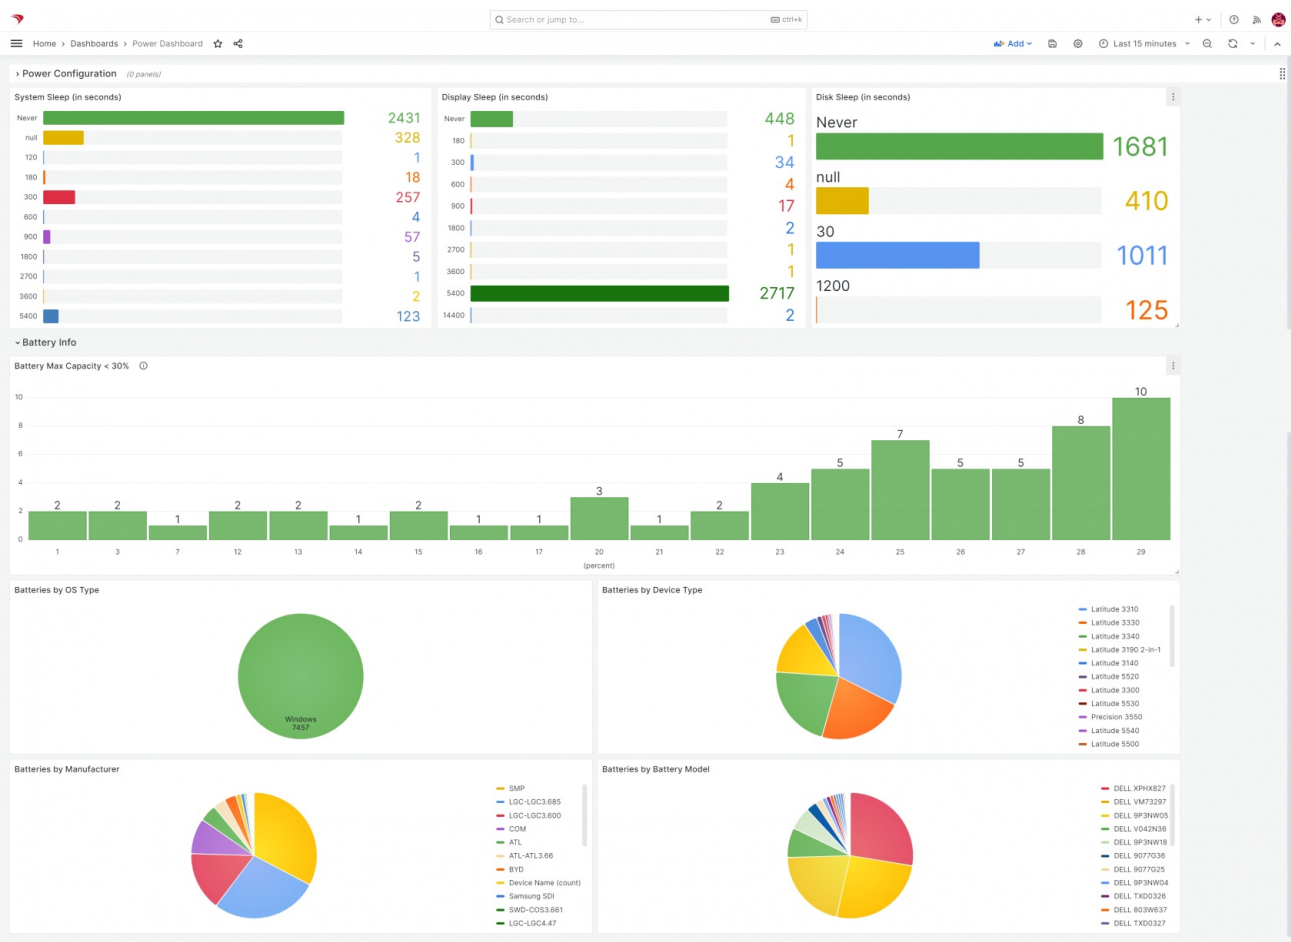 Search or jump to...
ctrl+k
Home › Dashboards › Power Dashboard
Add
Last 15 minutes
Power Configuration (0 panels)
System Sleep (in seconds)
Never 2431
null 328
120 1
180 18
300 257
600 4
900 57
1800 5
2700 1
3600 2
5400 123
Display Sleep (in seconds)
Never 448
180 1
300 34
600 4
900 17
1800 2
2700 1
3600 1
5400 2717
14400 2
Disk Sleep (in seconds)
Never
1681
null
410
30
1011
1200
125
Battery Info
Battery Max Capacity < 30%
10
8
6
4
2
0
2 2 1 2 2 1 2 1 1 3 1 2 4 5 7 5 5 8 10
1 3 7 12 13 14 15 16 17 20 21 22 23 24 25 26 27 28 29
(percent)
Batteries by OS Type
Windows
7457
Batteries by Device Type
Latitude 3310
Latitude 3330
Latitude 3340
Latitude 3190 2-in-1
Latitude 3140
Latitude 5520
Latitude 3300
Latitude 5530
Precision 3550
Latitude 5540
Latitude 5500
Batteries by Manufacturer
SMP
LGC-LGC3.685
LGC-LGC3.600
COM
ATL
ATL-ATL3.66
BYD
Device Name (count)
Samsung SDI
SWD-COS3.661
LGC-LGC4.47
Batteries by Battery Model
DELL XPHX827
DELL VM73297
DELL 9P3NW05
DELL V042N36
DELL 9P3NW18
DELL 9077G36
DELL 9077G25
DELL 9P3NW04
DELL TXD0326
DELL 803W637
DELL TXD0327